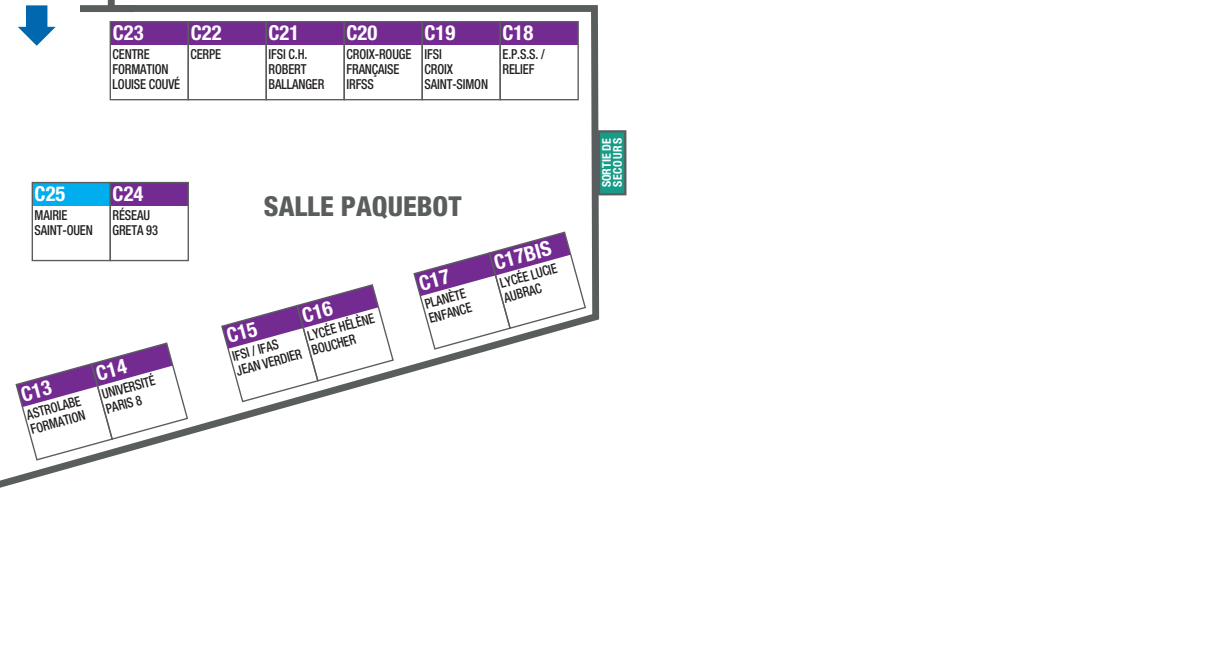 C23
CENTRE
FORMATION
LOUISE COUVÉ
C22
CERPE
C21
IFSI C.H.
ROBERT
BALLANGER
C20
CROIX-ROUGE
FRANÇAISE
IRFSS
C19
IFSI
CROIX
SAINT-SIMON
C18
E.P.S.S. /
RELIEF
SORTIE DE
SECOURS
C25
MAIRIE
SAINT-OUEN
C24
RÉSEAU
GRETA 93
SALLE PAQUEBOT
C17
PLANÈTE
ENFANCE
C17BIS
LYCÉE LUCIE
AUBRAC
C15
IFSI / IFAS
JEAN VERDIER
C16
LYCÉE HÉLÈNE
BOUCHER
C13
ASTROLABE
FORMATION
C14
UNIVERSITÉ
PARIS 8